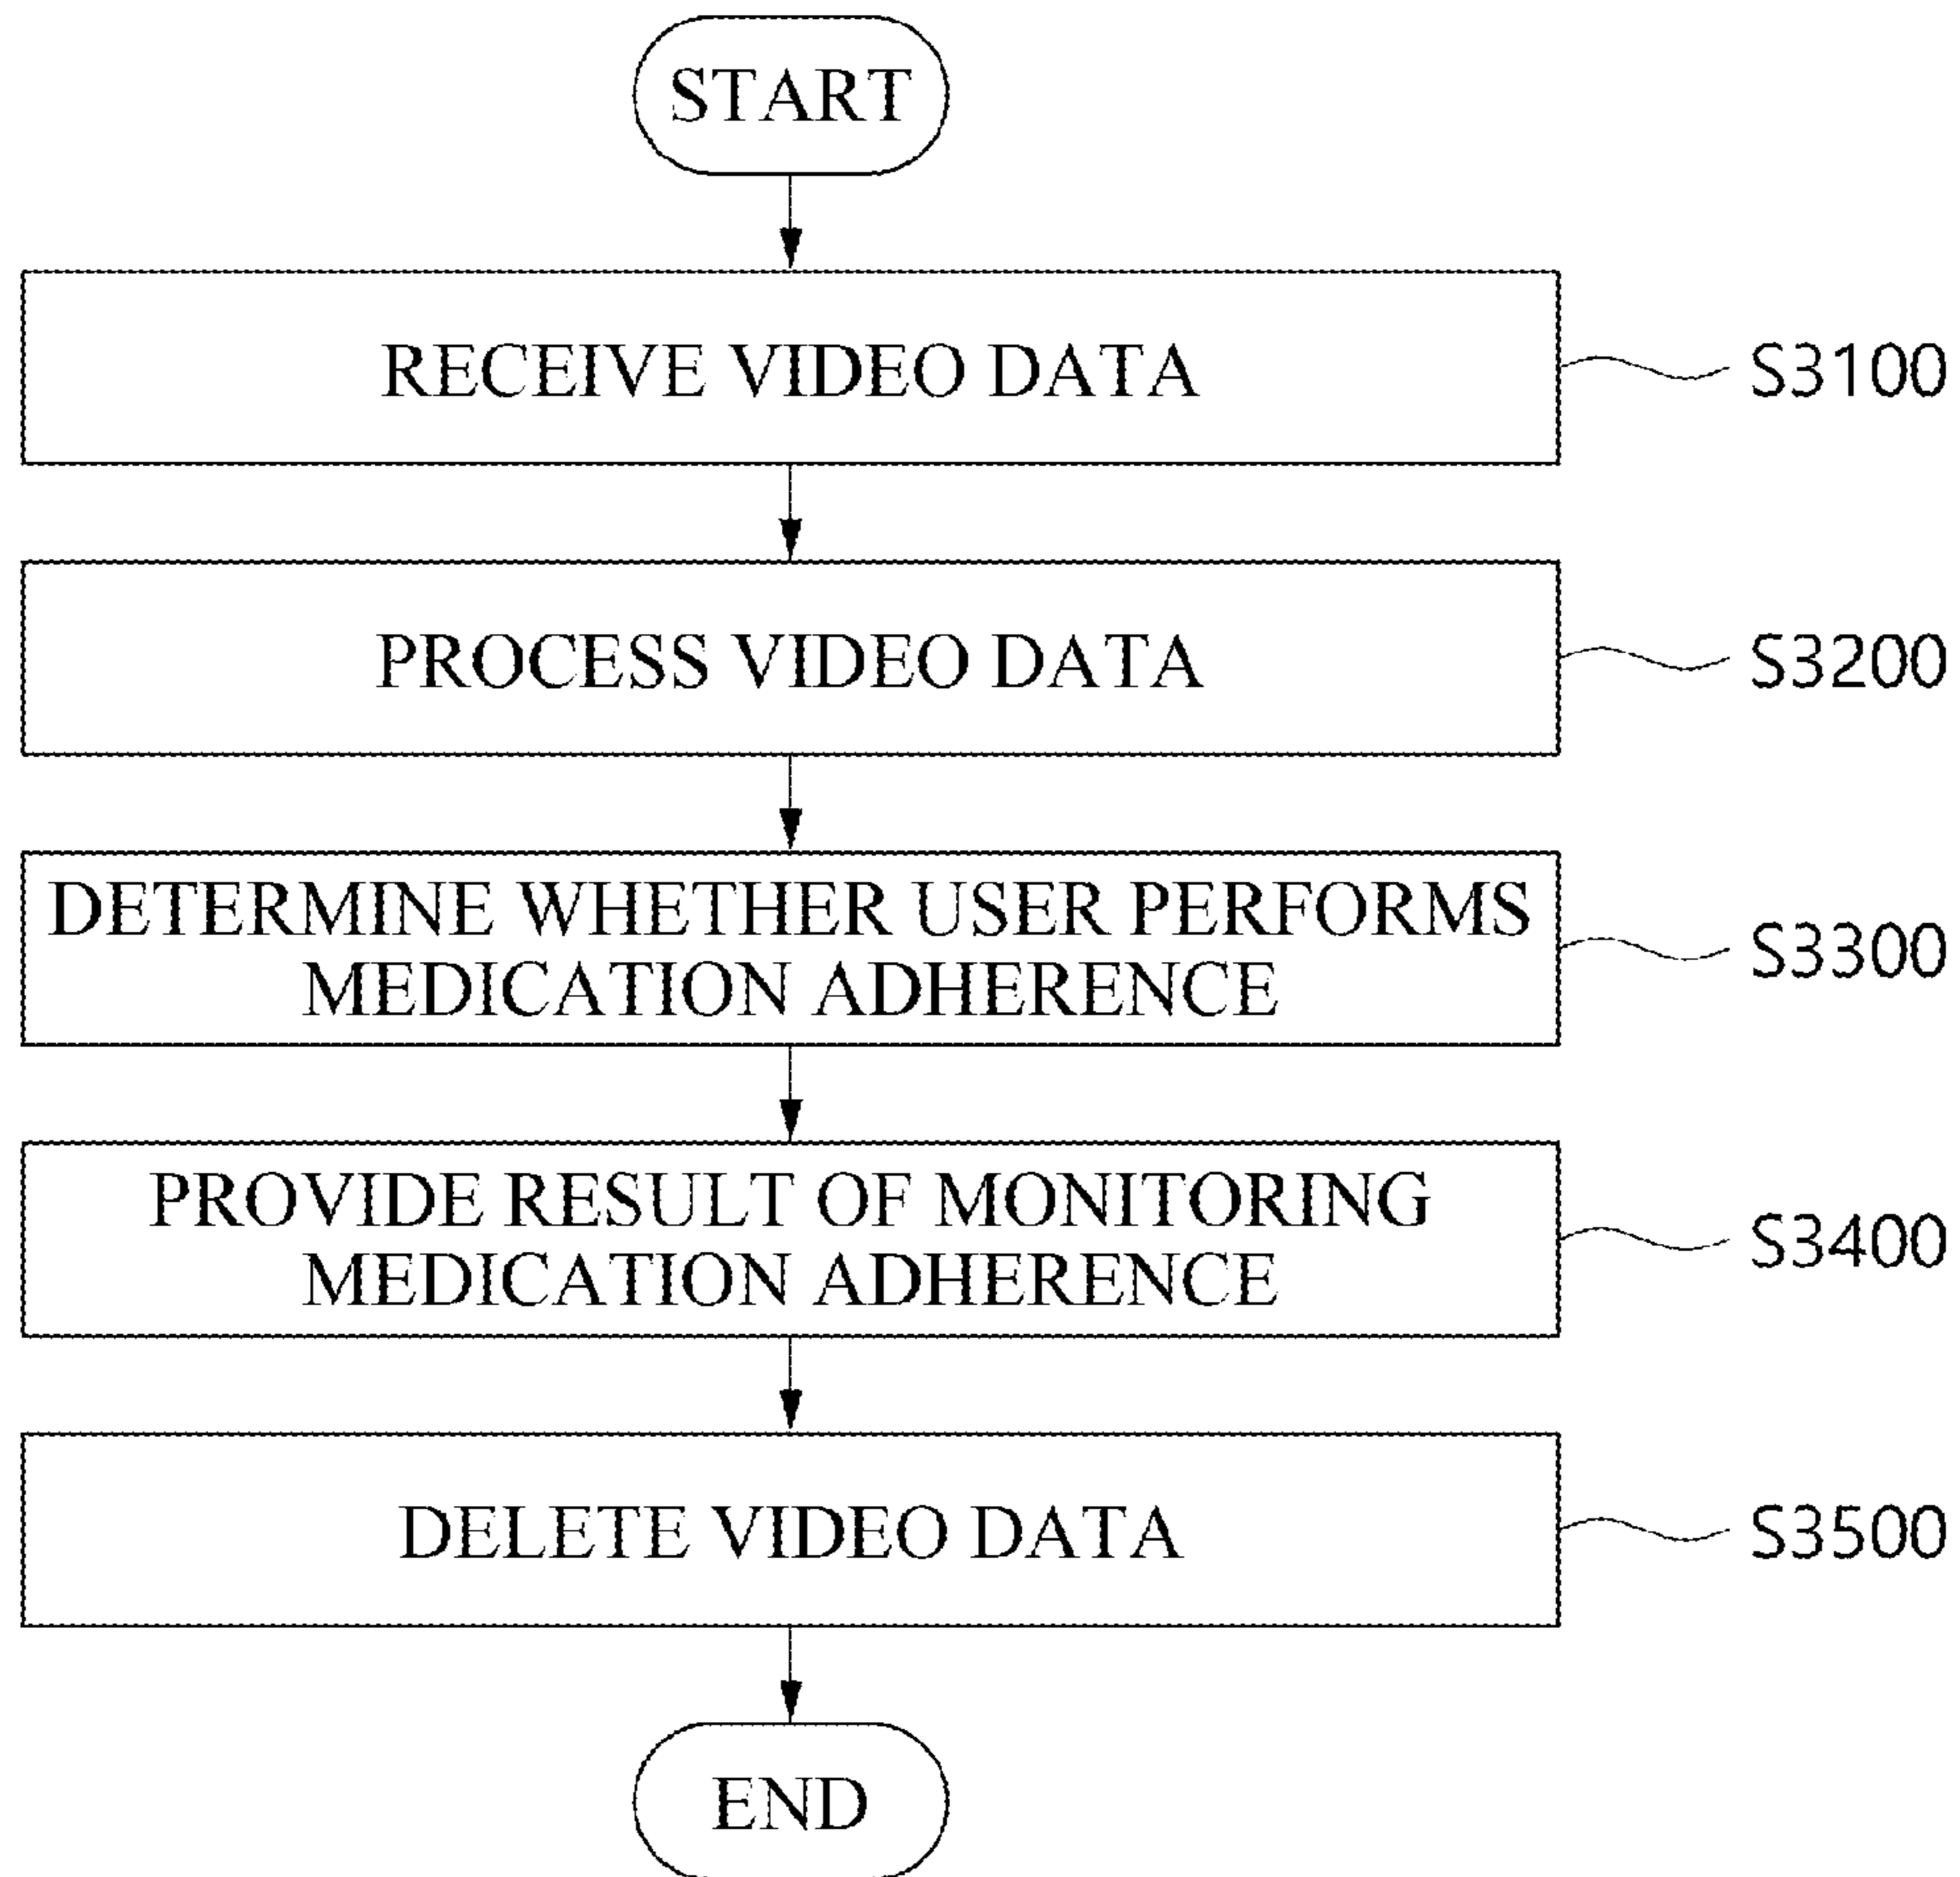 START
RECEIVE VIDEO DATA
S3100
PROCESS VIDEO DATA
S3200
DETERMINE WHETHER USER PERFORMS
MEDICATION ADHERENCE
S3300
PROVIDE RESULT OF MONITORING
MEDICATION ADHERENCE
S3400
DELETE VIDEO DATA
S3500
END